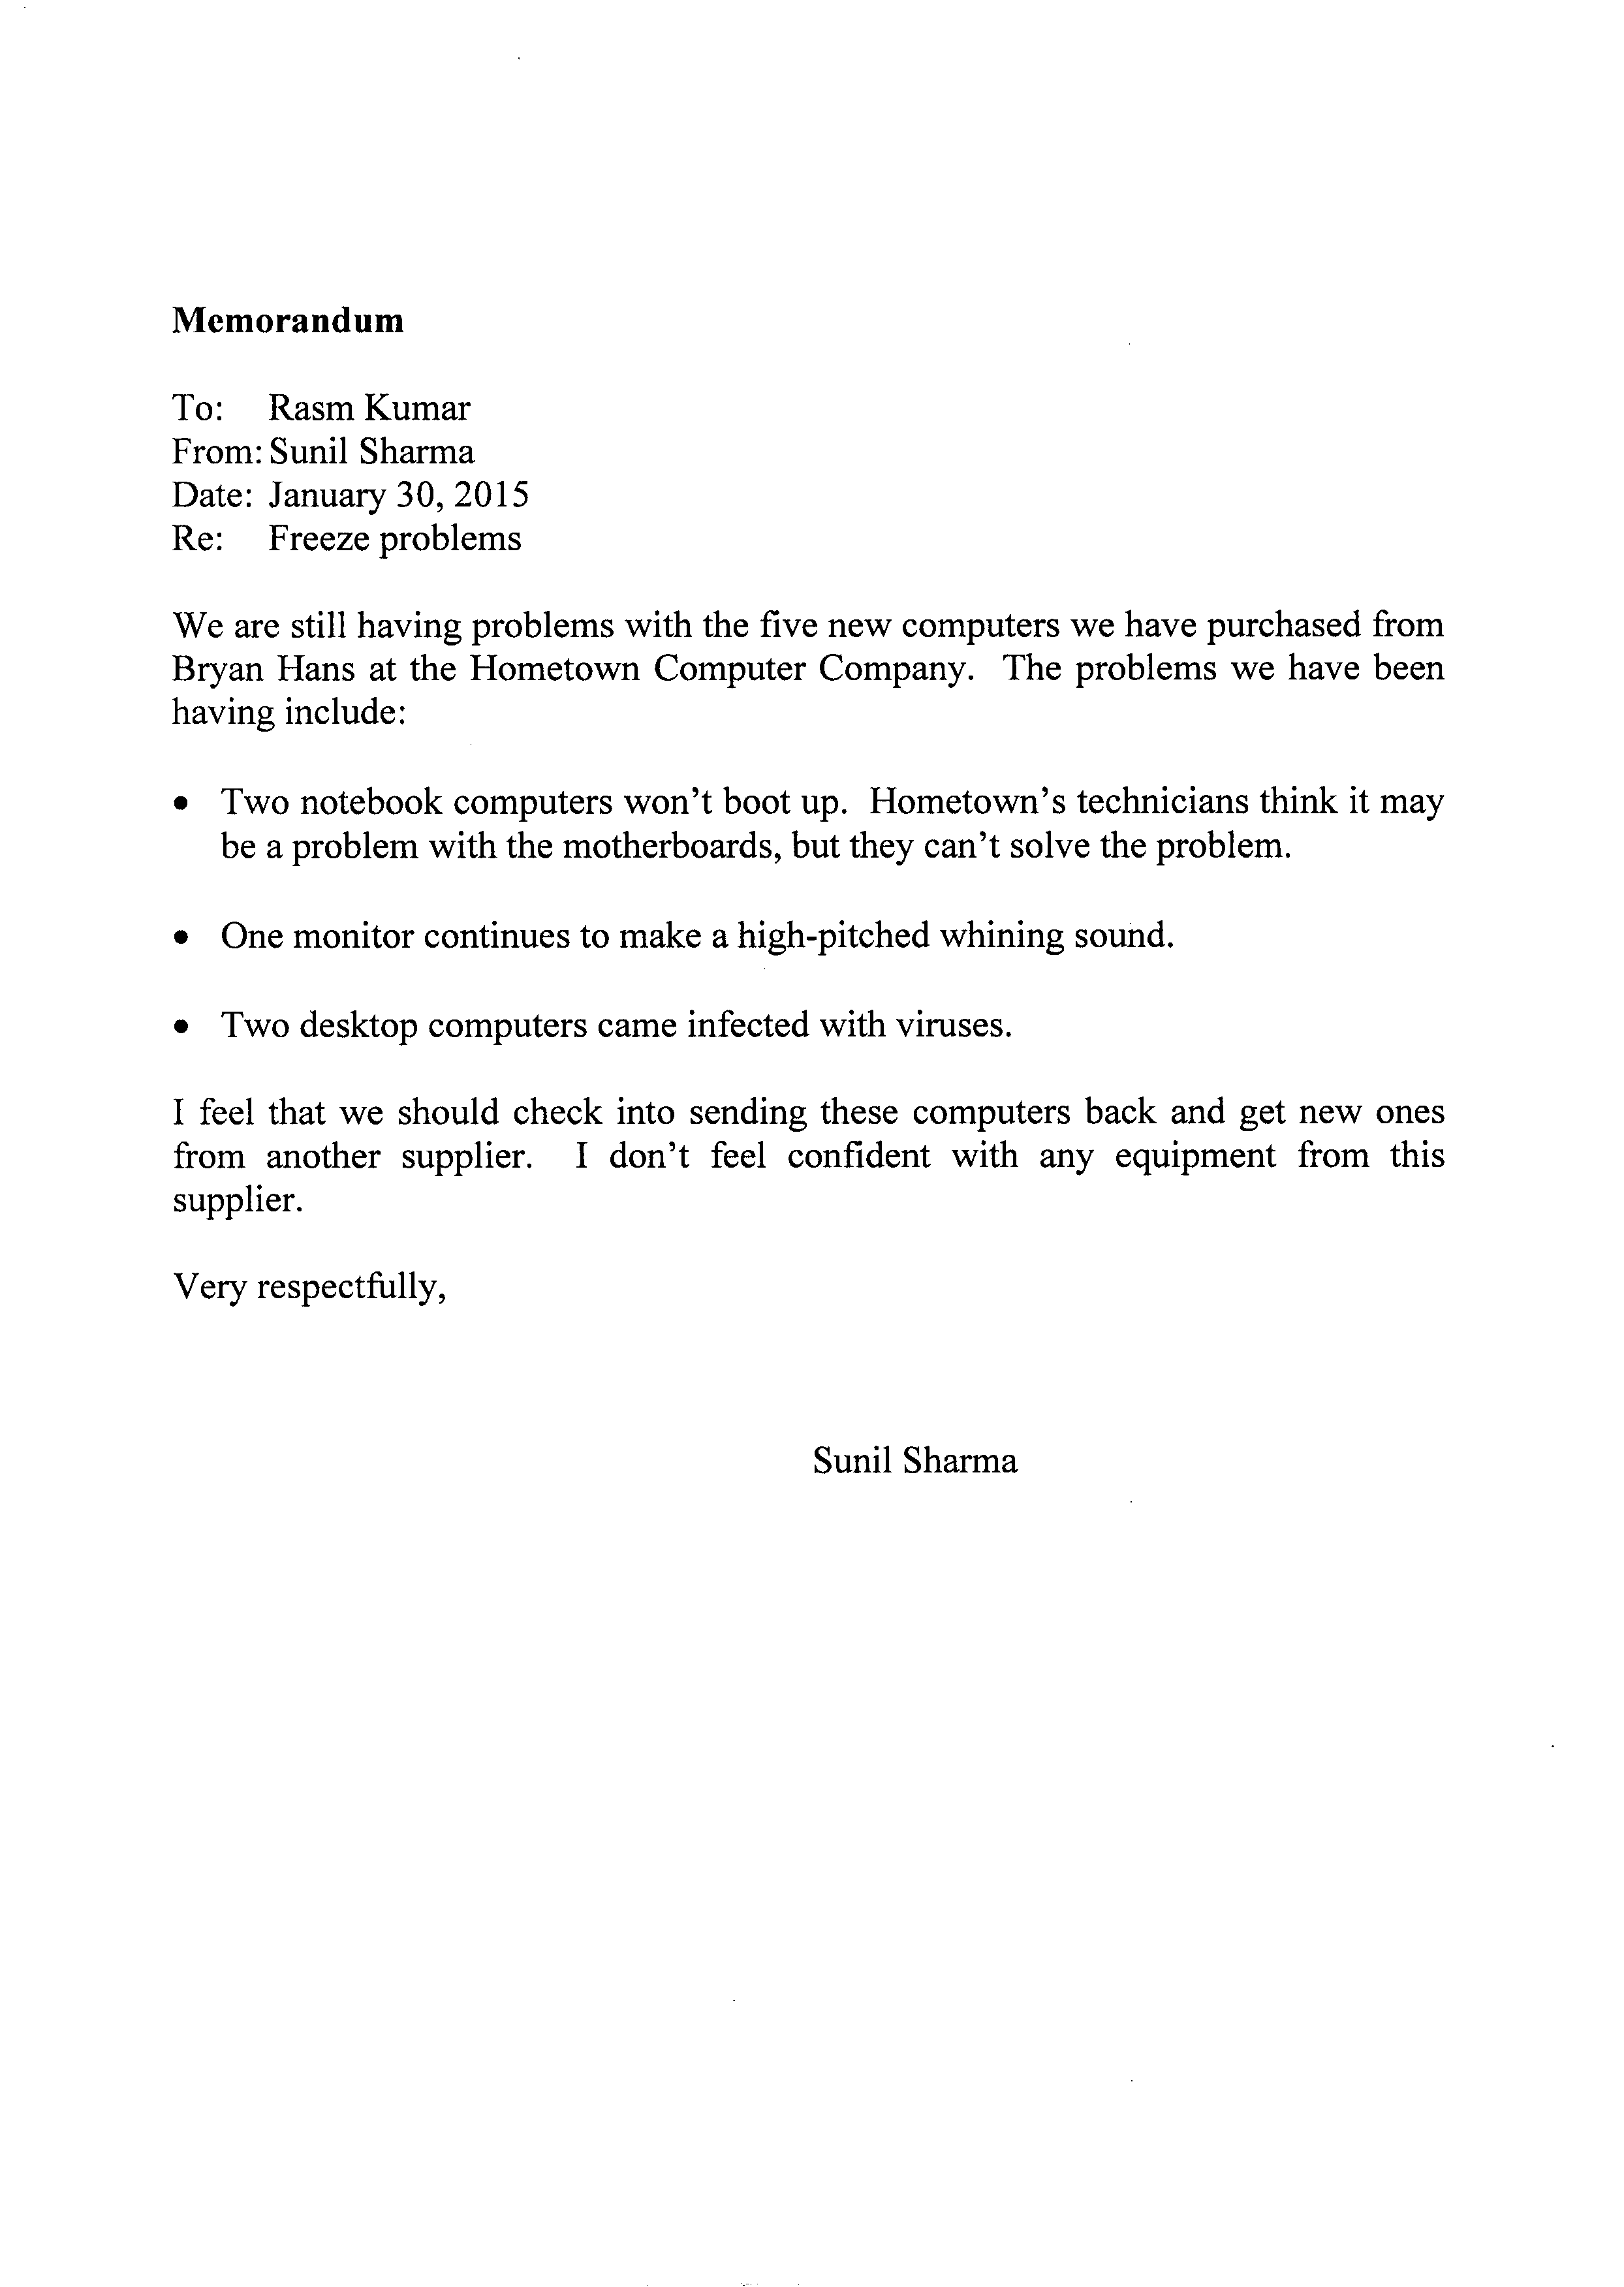 Memorandum
To: Rasm Kumar
From: Sunil Sharma
Date: January 30, 2015
Re: Freeze problems
We are still having problems with the five new computers we have purchased from
Bryan Hans at the Hometown Computer Company. The problems we have been
having include:
• Two notebook computers won't boot up. Hometown's technicians think it may
be a problem with the motherboards, but they can't solve the problem.
• One monitor continues to make a high-pitched whining sound.
• Two desktop computers came infected with viruses.
I feel that we should check into sending these computers back and get new ones
from another supplier. I don't feel confident with any equipment from this
supplier.
Very respectfully,
Sunil Sharma